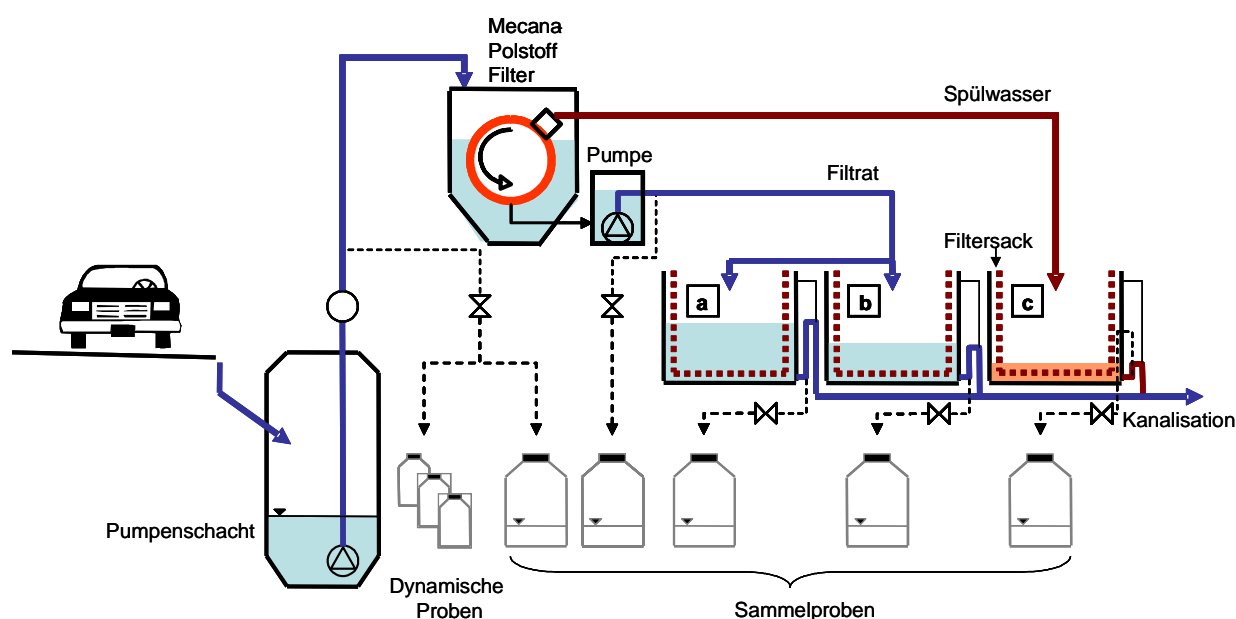 Mecana
Polstoff
Filter
Spülwasser
Pumpe
Filtrat
Filtersack
a
b
c
Kanalisation
Pumpenschacht
Dynamische
Proben
Sammelproben